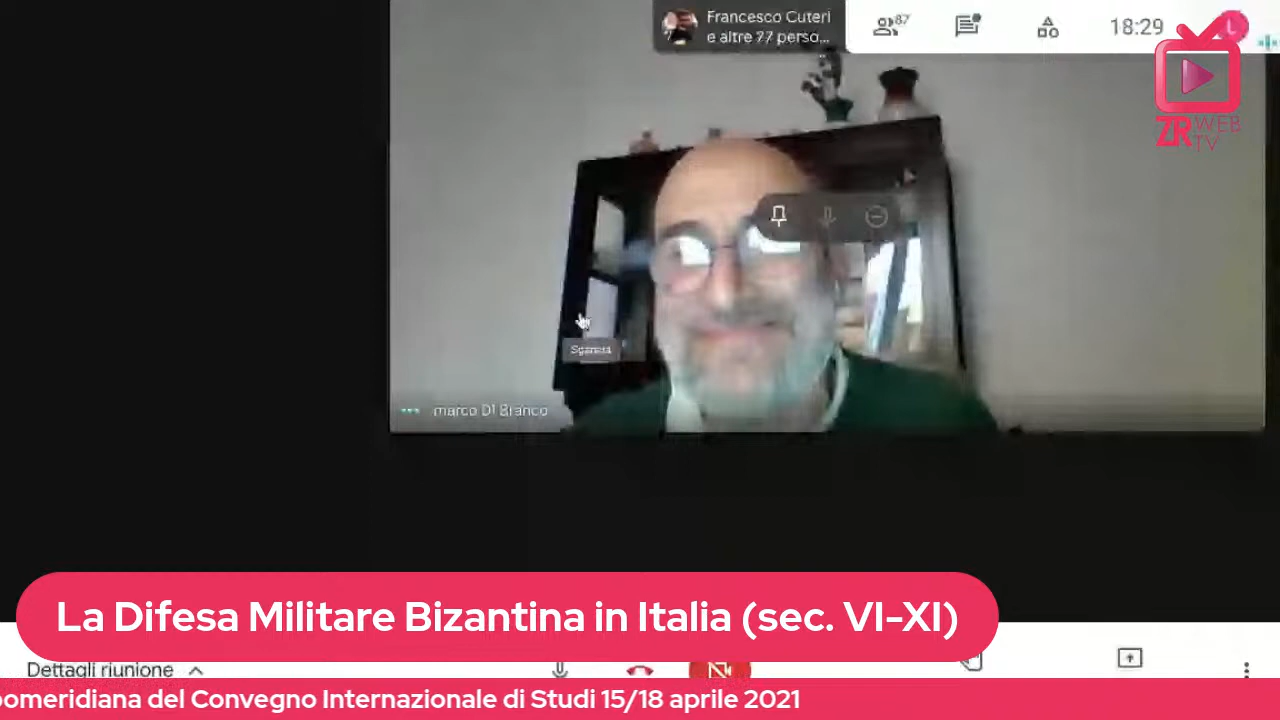 Francesco Cuteri
e altre 77 perso...
87
18:29
L
ZR WEB
TV
Sgancia
marco Di Branco
La Difesa Militare Bizantina in Italia (sec. VI-XI)
Dettagli riunione
pomeridiana del Convegno Internazionale di Studi 15/18 aprile 2021